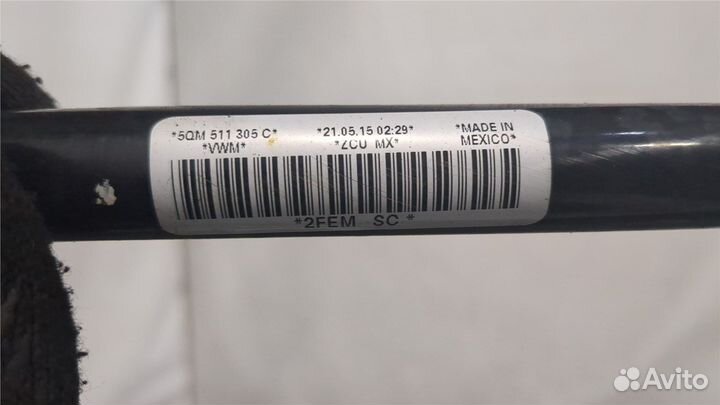 *5QM 511 305 C* *21.05.15 02:29* *MADE IN
*VWM* *ZCU MX* MEXICO*
*2FEM SC *
Avito